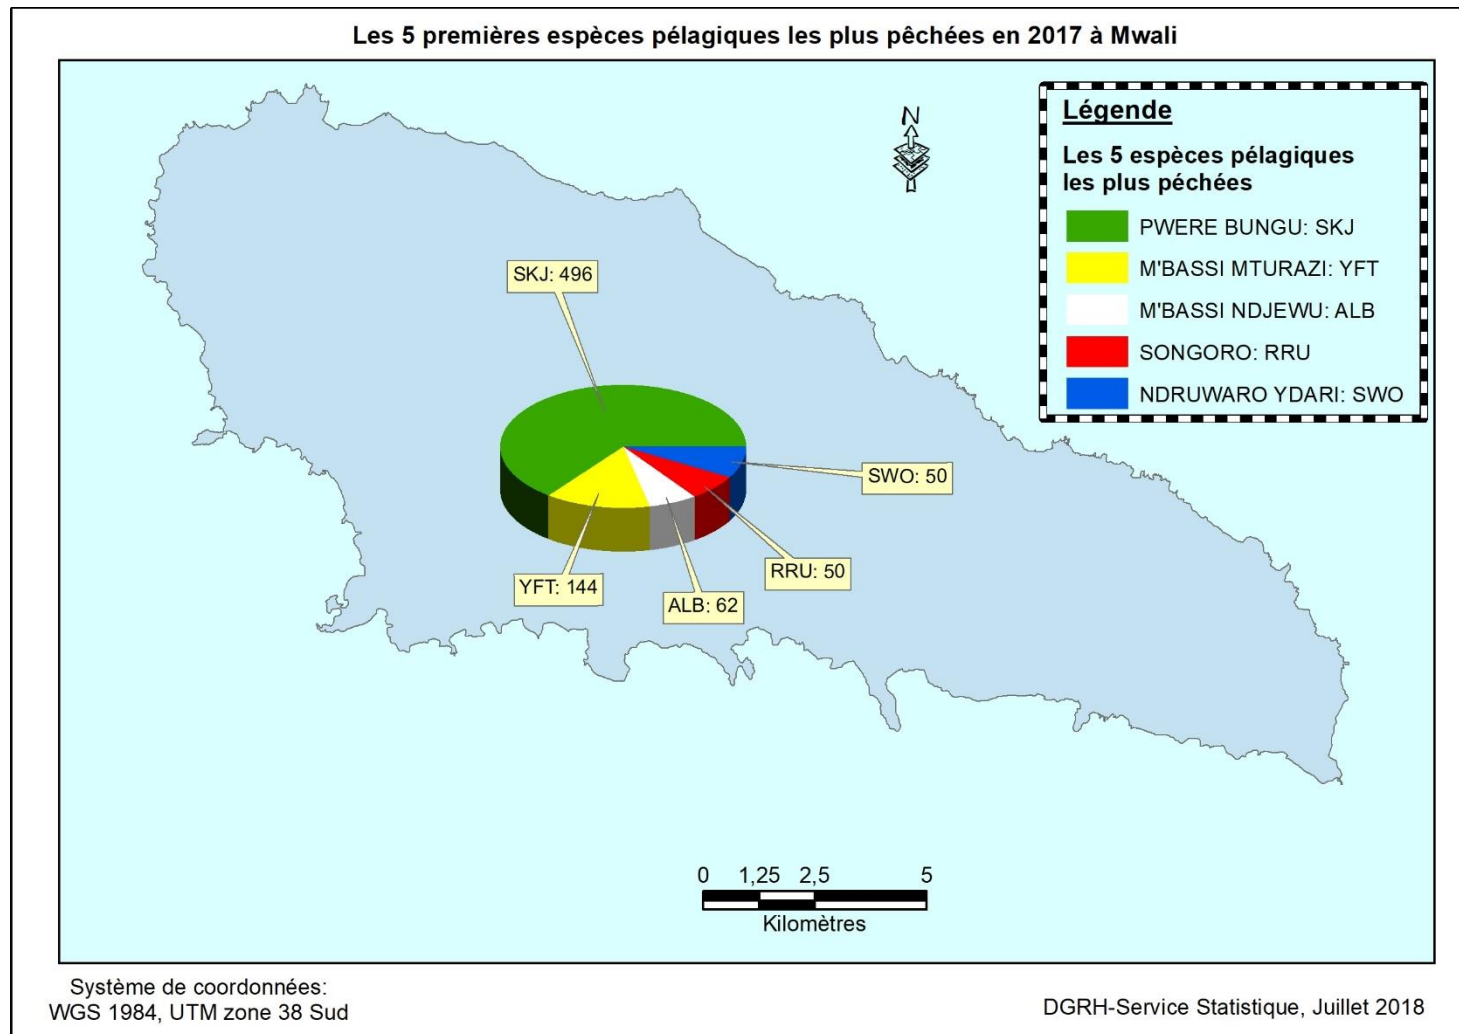 Les 5 premières espèces pélagiques les plus pêchées en 2017 à Mwali
N
Légende
Les 5 espèces pélagiques
les plus péchées
PWERE BUNGU: SKJ
M'BASSI MTURAZI: YFT
M'BASSI NDJEWU: ALB
SONGORO: RRU
NDRUWARO YDARI: SWO
SKJ: 496
SWO: 50
RRU: 50
YFT: 144
ALB: 62
0 1,25 2,5 5
Kilomètres
Système de coordonnées:
WGS 1984, UTM zone 38 Sud
DGRH-Service Statistique, Juillet 2018